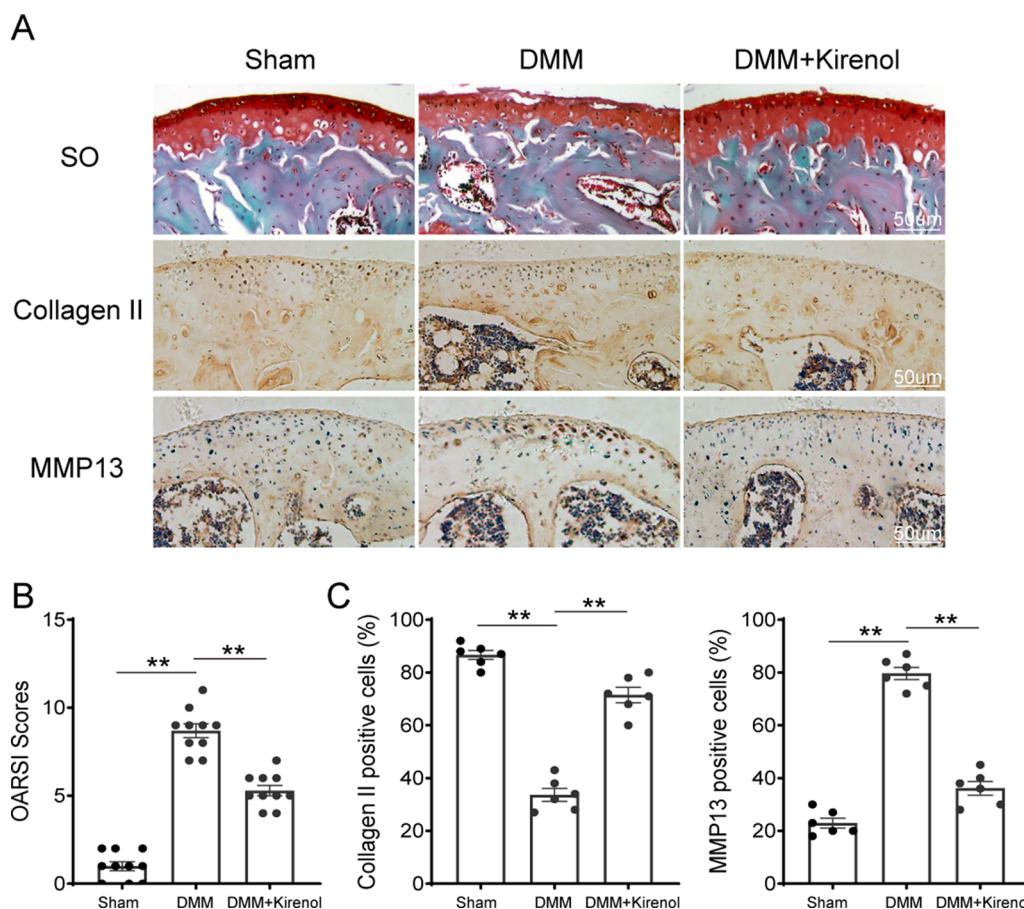 A
Sham DMM DMM+Kirenol
SO
50um
Collagen II
50um
MMP13
50um
B
OARSI Scores
15
10
5
0
** **
Sham DMM DMM+Kirenol
C
Collagen II positive cells (%)
100
80
60
40
20
0
** **
Sham DMM DMM+Kirenol
MMP13 positive cells (%)
100
80
60
40
20
0
** **
Sham DMM DMM+Kirenol